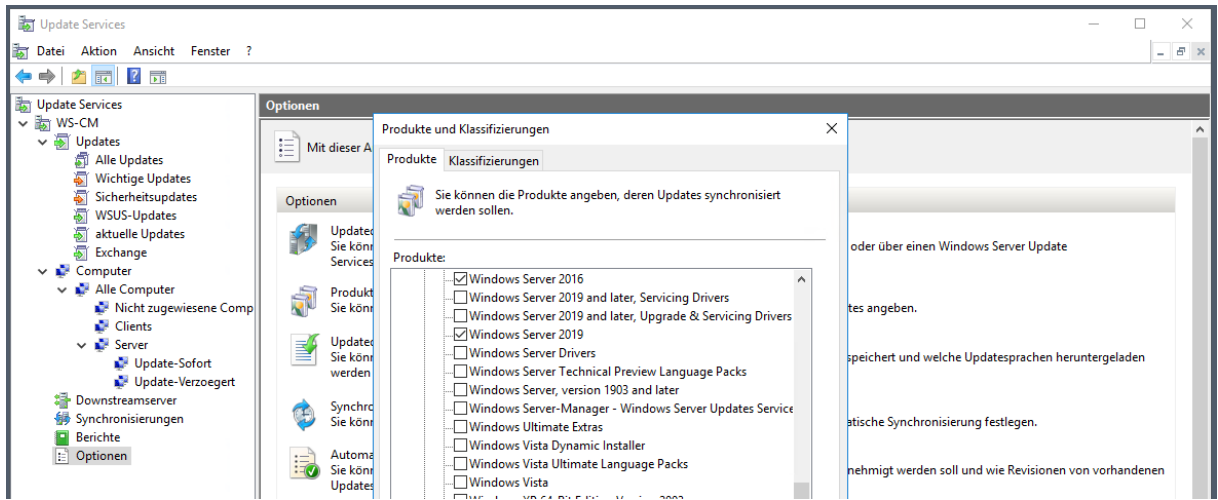 Update Services
Datei Aktion Ansicht Fenster ?
Update Services
WS-CM
Updates
Alle Updates
Wichtige Updates
Sicherheitsupdates
WSUS-Updates
aktuelle Updates
Exchange
Computer
Alle Computer
Nicht zugewiesene Comp
Clients
Server
Update-Sofort
Update-Verzoegert
Downstreamserver
Synchronisierungen
Berichte
Optionen
Optionen
Mit dieser A
Optionen
Updated
Sie könr
Services
oder über einen Windows Server Update
Produkt
Sie könr
tes angeben.
Updated
Sie könr
werden
speichert und welche Updatesprachen heruntergeladen
Synchro
Sie könr
atische Synchronisierung festlegen.
Automa
Sie könr
Updates
nehmigt werden soll und wie Revisionen von vorhandenen
Produkte und Klassifizierungen
Produkte Klassifizierungen
Sie können die Produkte angeben, deren Updates synchronisiert
werden sollen.
Produkte:
Windows Server 2016
Windows Server 2019 and later, Servicing Drivers
Windows Server 2019 and later, Upgrade & Servicing Drivers
Windows Server 2019
Windows Server Drivers
Windows Server Technical Preview Language Packs
Windows Server, version 1903 and later
Windows Server-Manager - Windows Server Updates Service
Windows Ultimate Extras
Windows Vista Dynamic Installer
Windows Vista Ultimate Language Packs
Windows Vista